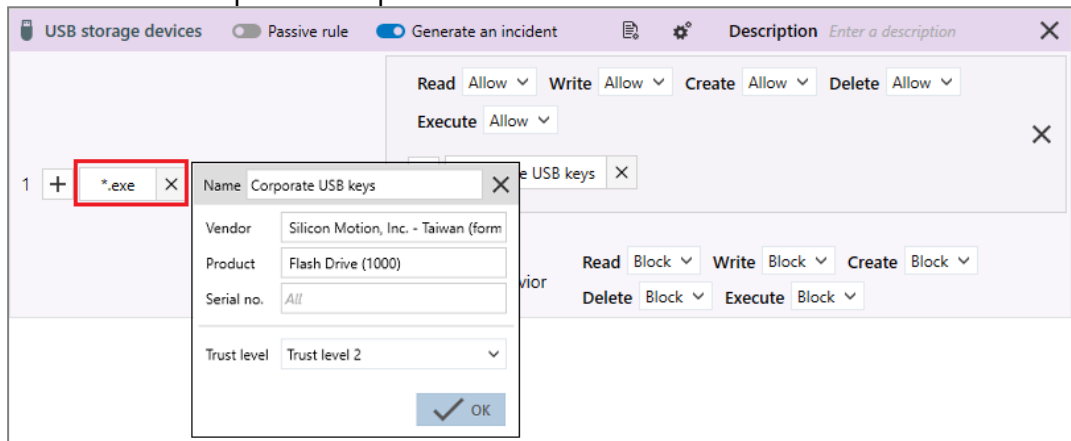 USB storage devices Passive rule Generate an incident Description Enter a description
Read Allow Write Allow Create Allow Delete Allow
Execute Allow
e USB keys
1 *.exe
Name Corporate USB keys
Vendor Silicon Motion, Inc. - Taiwan (form
Product Flash Drive (1000)
Serial no. All
Trust level Trust level 2
OK
vior Read Block Write Block Create Block
Delete Block Execute Block